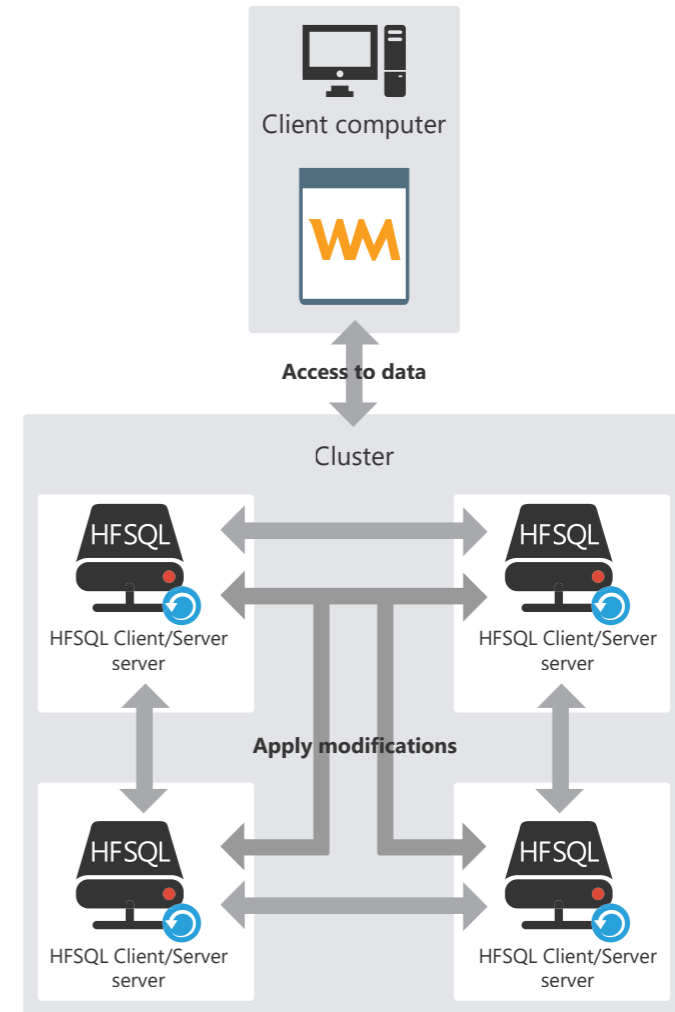 Client computer
WM
Access to data
Cluster
HFSQL
HFSQL Client/Server
server
HFSQL
HFSQL Client/Server
server
Apply modifications
HFSQL
HFSQL Client/Server
server
HFSQL
HFSQL Client/Server
server